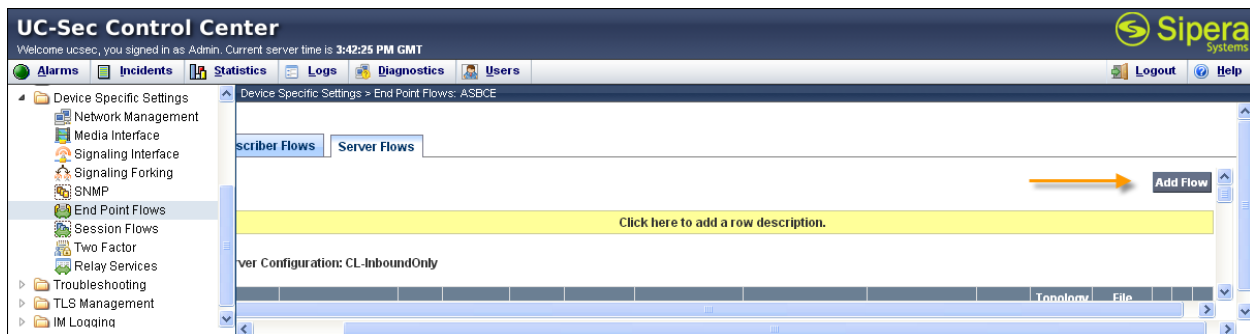 UC-Sec Control Center
Welcome ucsec, you signed in as Admin. Current server time is 3:42:25 PM GMT
Sipera
Systems
Alarms Incidents Statistics Logs Diagnostics Users Logout Help
Device Specific Settings
Network Management
Media Interface
Signaling Interface
Signaling Forking
SNMP
End Point Flows
Session Flows
Two Factor
Relay Services
Troubleshooting
TLS Management
IM Logging
Device Specific Settings > End Point Flows: ASBCE
scriber Flows Server Flows
Add Flow
Click here to add a row description.
rver Configuration: CL-InboundOnly
Topology File